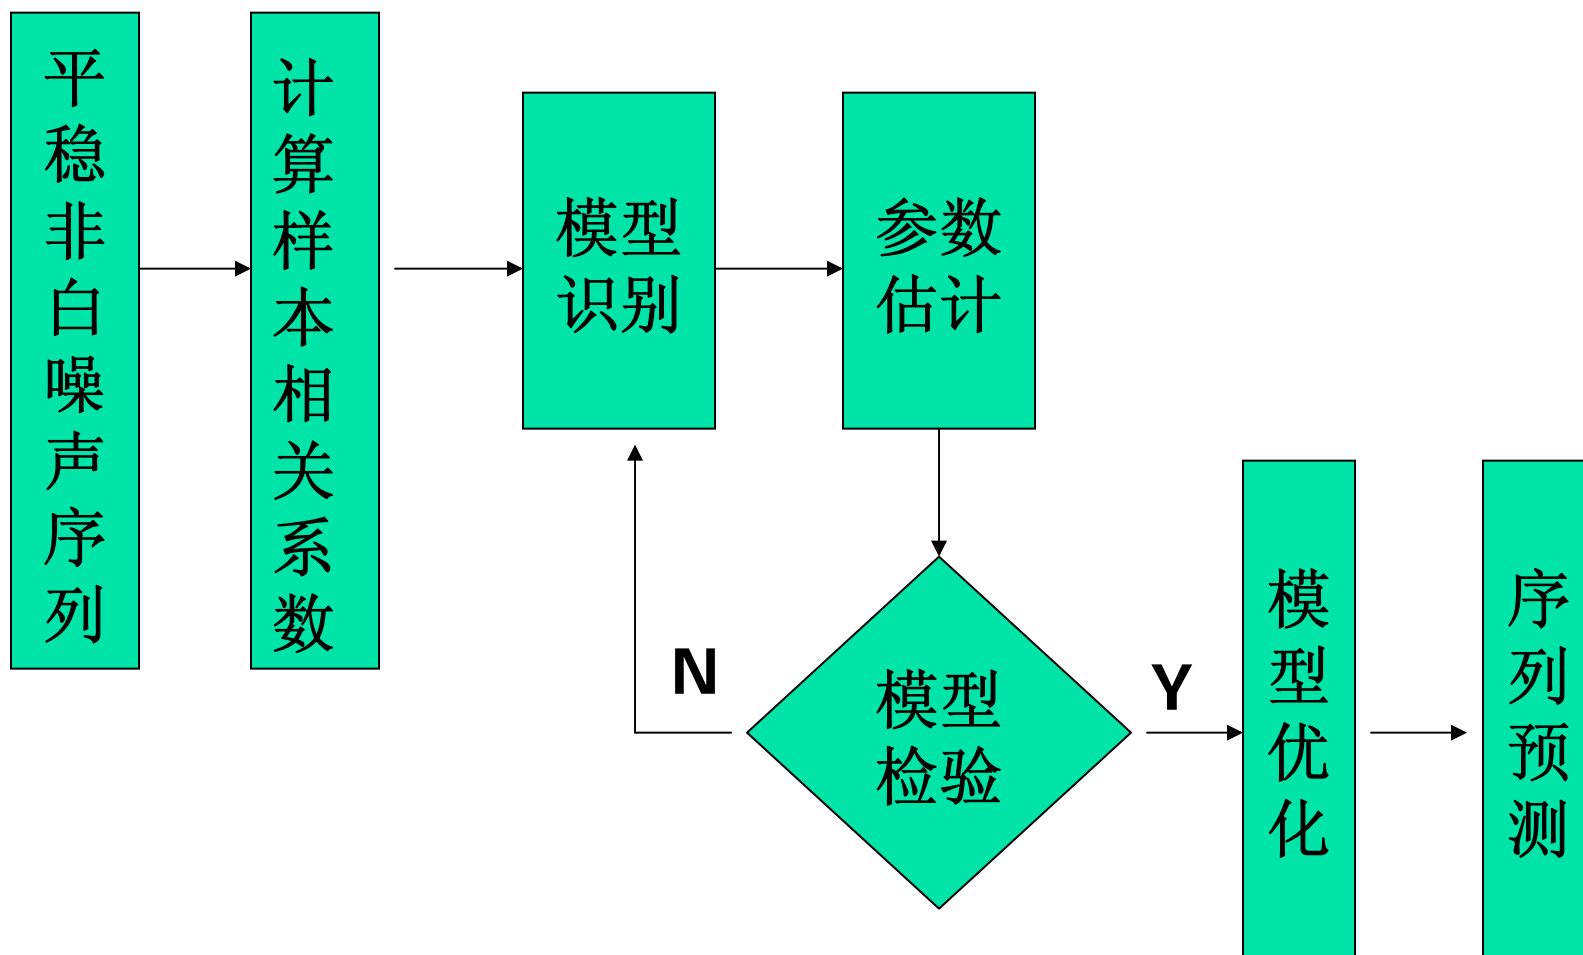 平稳非白噪声序列
计算样本相关系数
模型
识别
参数
估计
模型
检验
N
Y
模型优化
序列预测